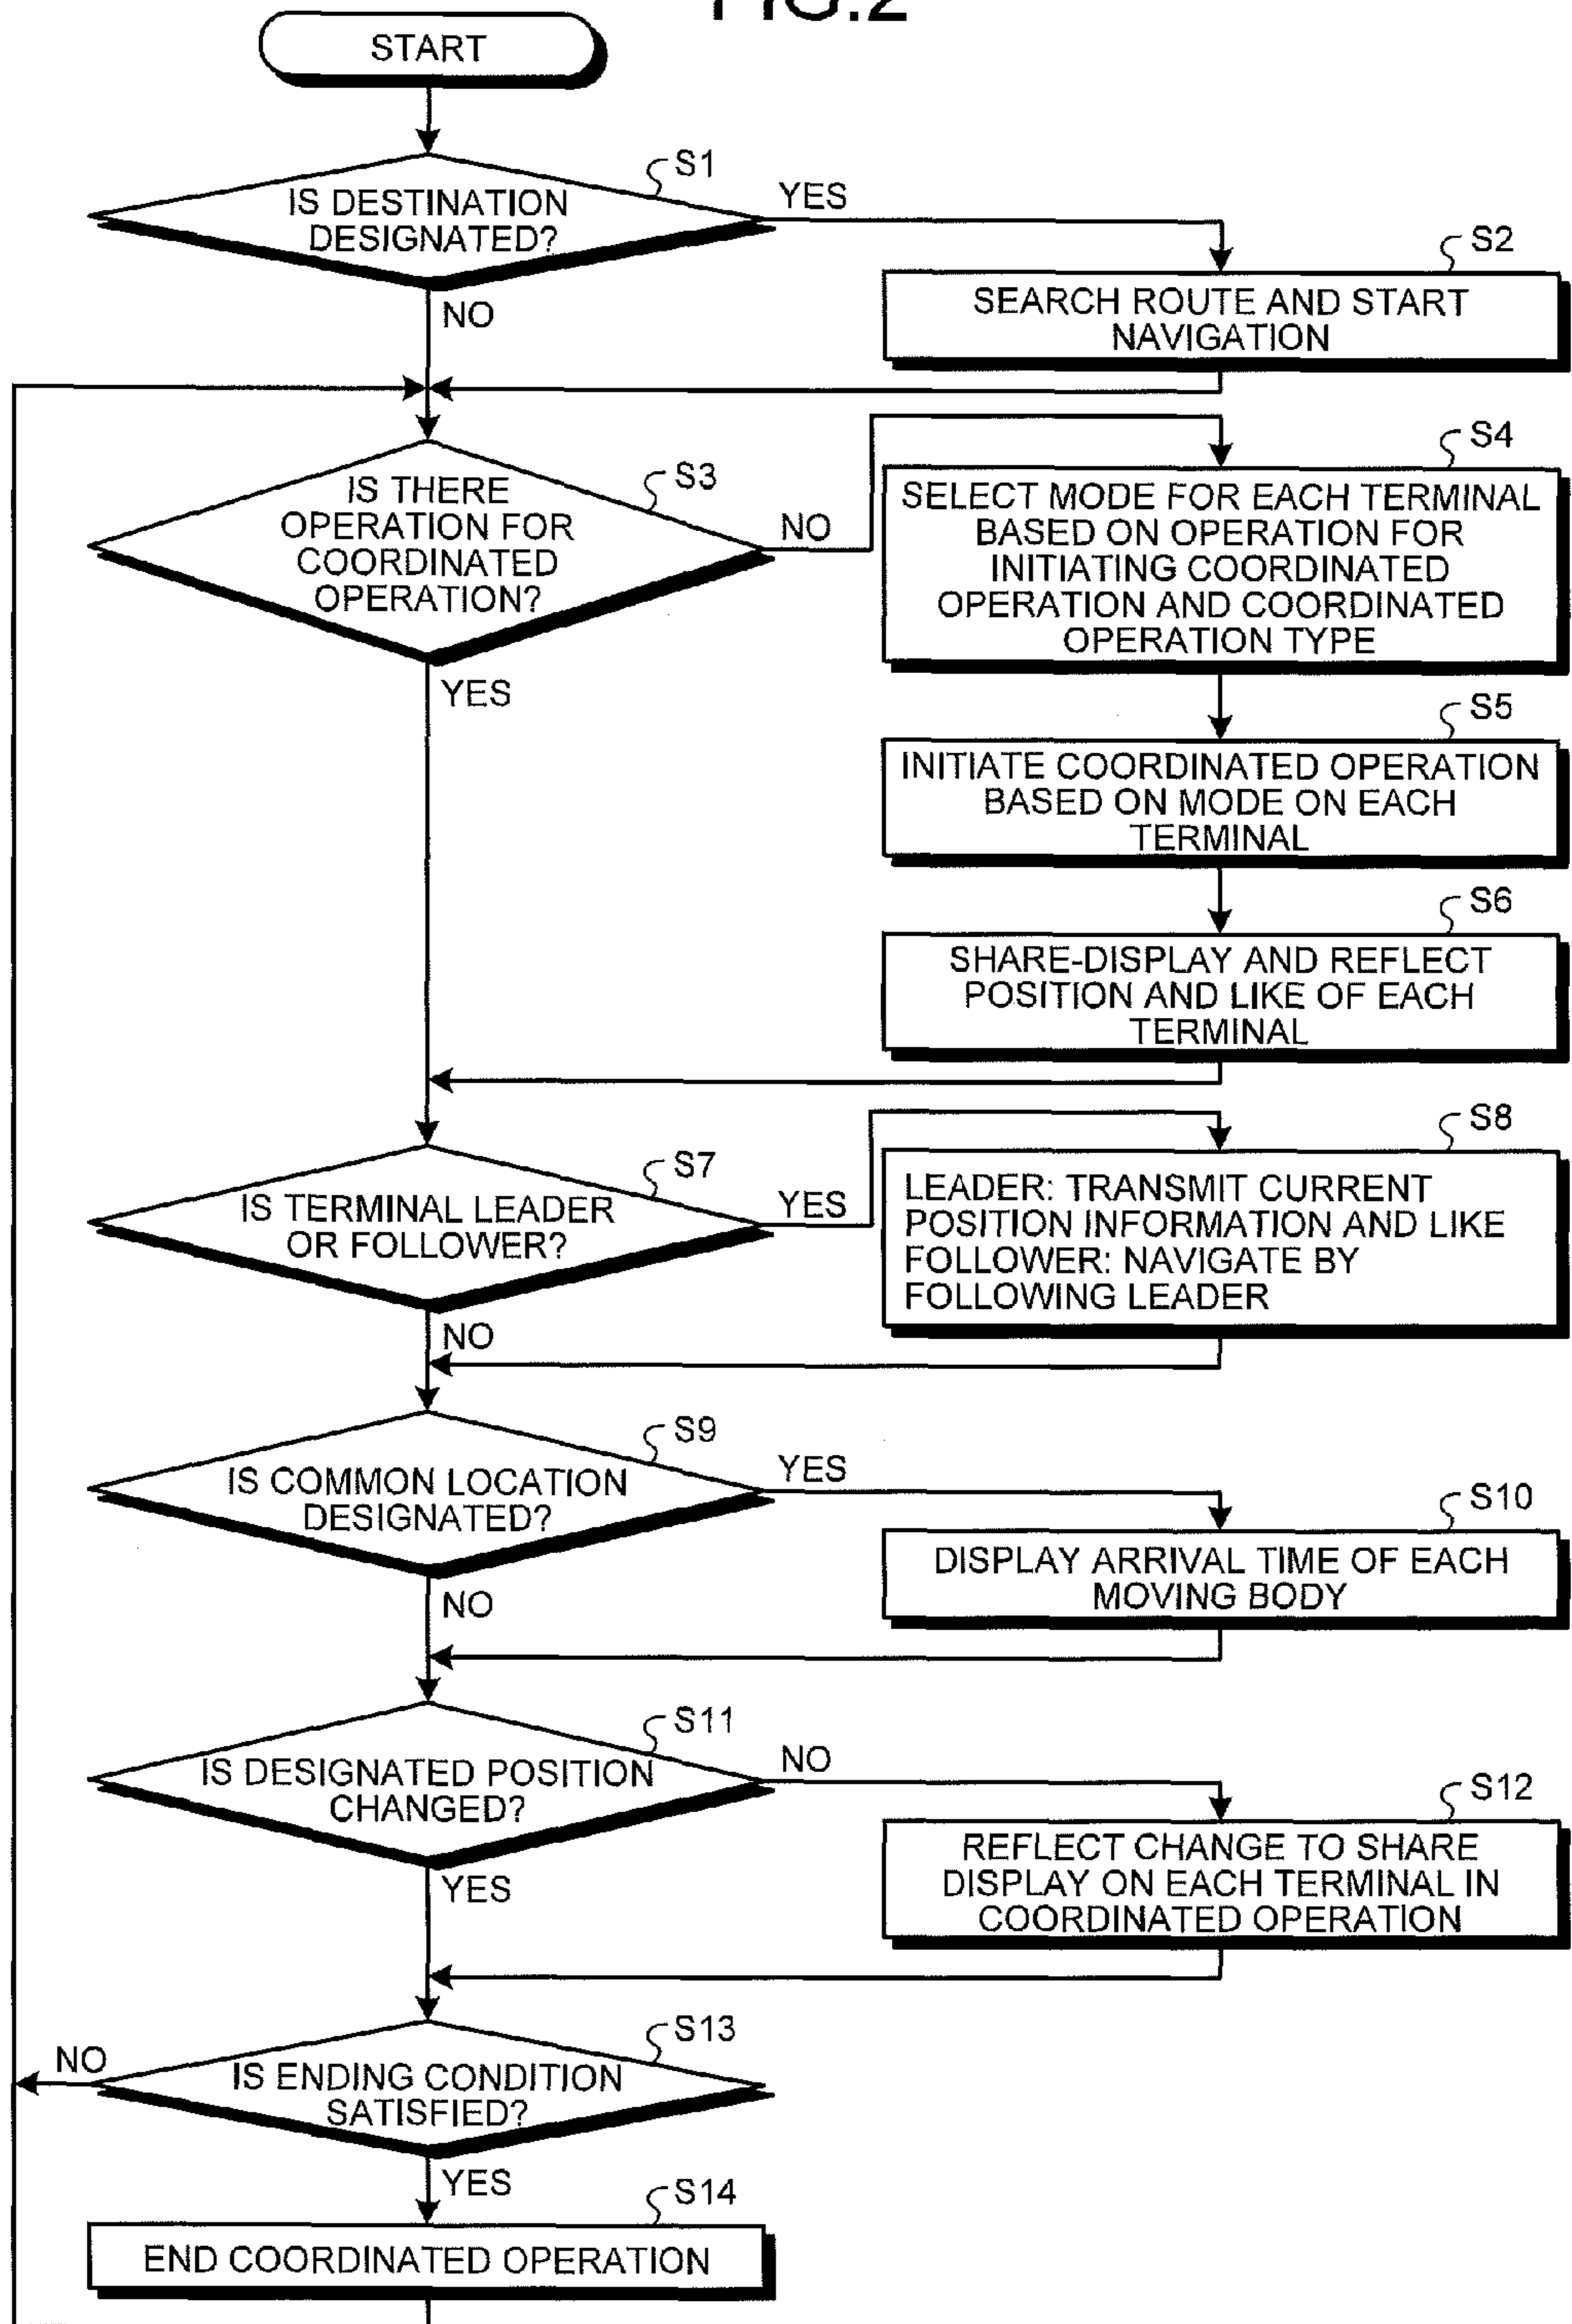 FIG.2
START
S1
IS DESTINATION
DESIGNATED?
YES
NO
S2
SEARCH ROUTE AND START
NAVIGATION
S3
IS THERE
OPERATION FOR
COORDINATED
OPERATION?
NO
YES
S4
SELECT MODE FOR EACH TERMINAL
BASED ON OPERATION FOR
INITIATING COORDINATED
OPERATION AND COORDINATED
OPERATION TYPE
S5
INITIATE COORDINATED OPERATION
BASED ON MODE ON EACH
TERMINAL
S6
SHARE-DISPLAY AND REFLECT
POSITION AND LIKE OF EACH
TERMINAL
S7
IS TERMINAL LEADER
OR FOLLOWER?
YES
NO
S8
LEADER: TRANSMIT CURRENT
POSITION INFORMATION AND LIKE
FOLLOWER: NAVIGATE BY
FOLLOWING LEADER
S9
IS COMMON LOCATION
DESIGNATED?
YES
NO
S10
DISPLAY ARRIVAL TIME OF EACH
MOVING BODY
S11
IS DESIGNATED POSITION
CHANGED?
NO
YES
S12
REFLECT CHANGE TO SHARE
DISPLAY ON EACH TERMINAL IN
COORDINATED OPERATION
S13
IS ENDING CONDITION
SATISFIED?
NO
YES
S14
END COORDINATED OPERATION